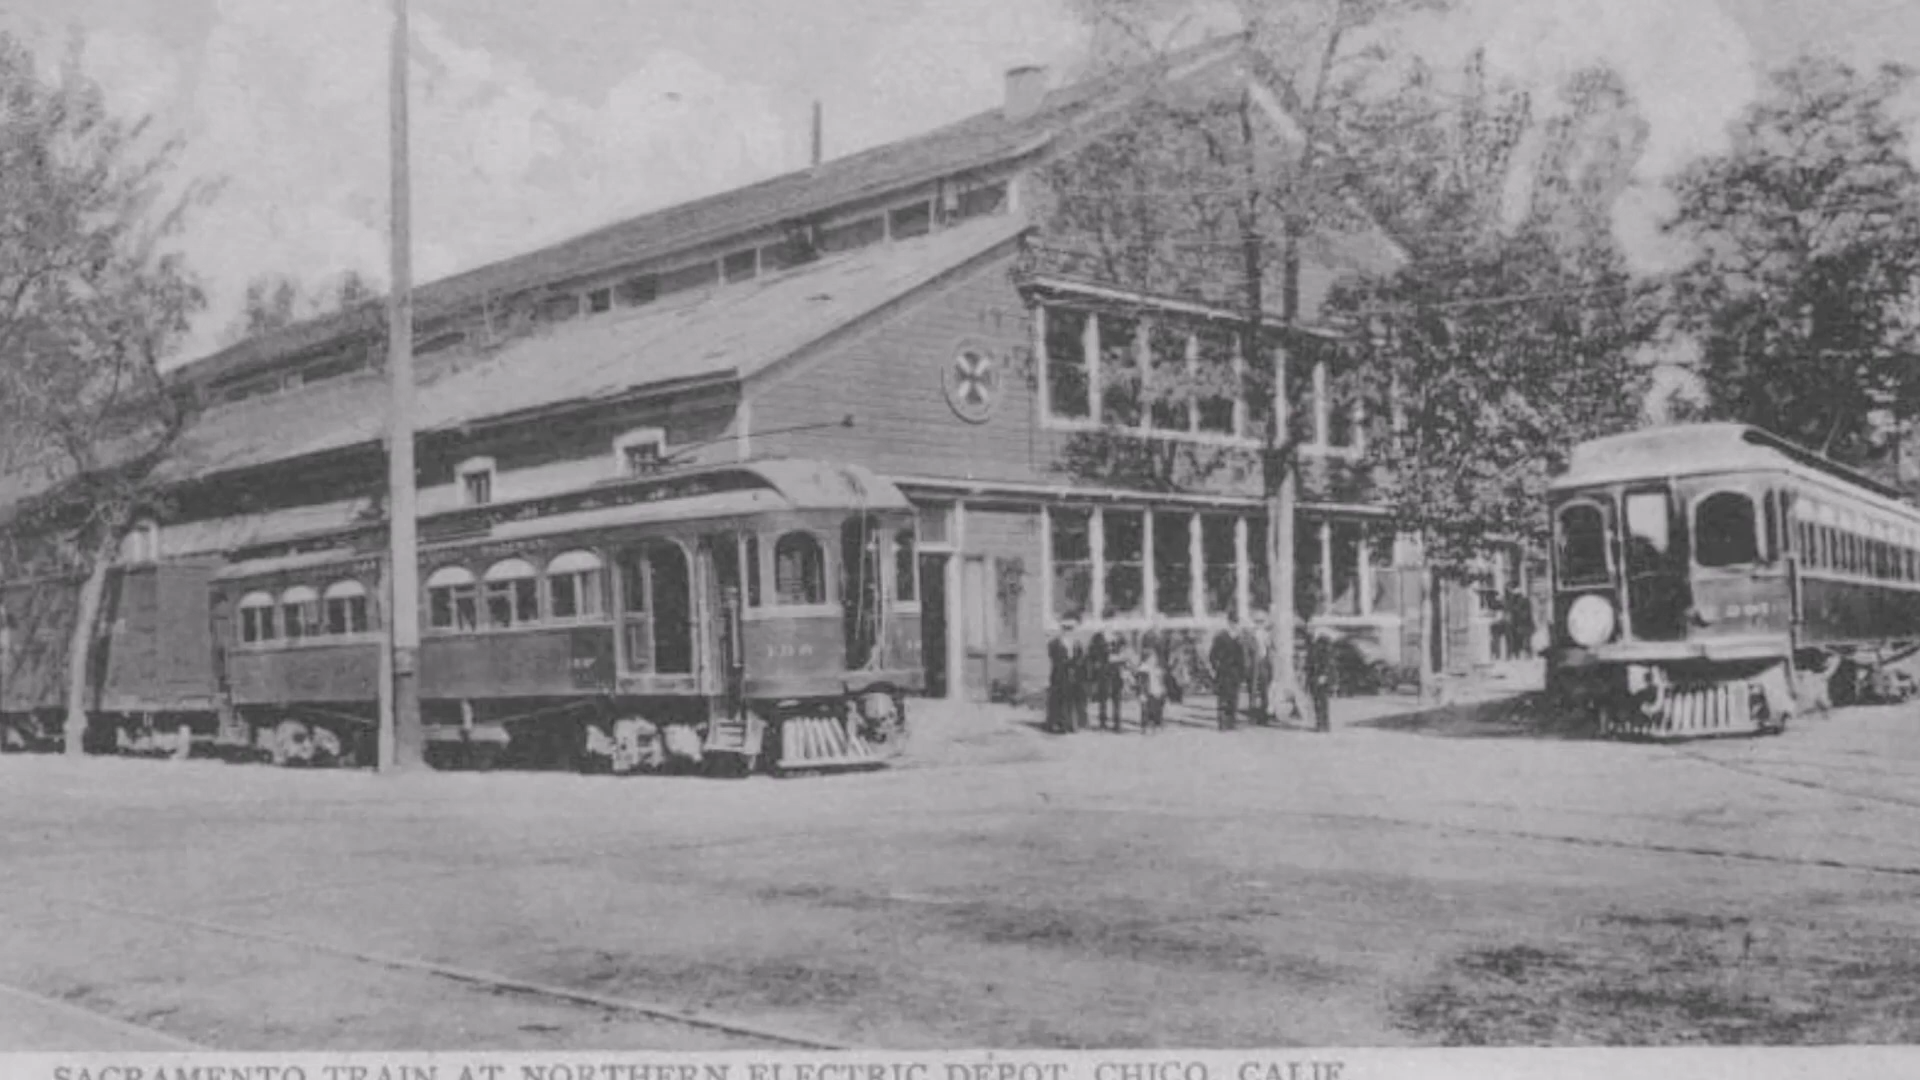 SACRAMENTO TRAIN AT NORTHERN ELECTRIC DEPOT, CHICO, CALIF.